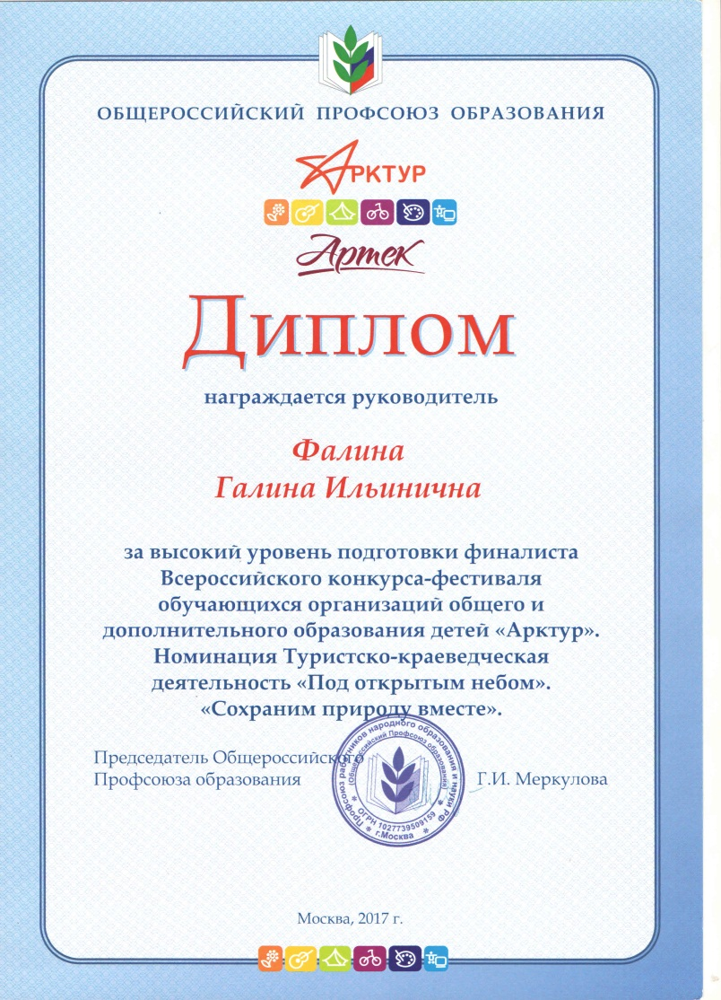 ОБЩЕРОССИЙСКИЙ ПРОФСОЮЗ ОБРАЗОВАНИЯ
АРКТУР
Артек
Диплом
награждается руководитель
Фалина
Галина Ильинична
за высокий уровень подготовки финалиста
Всероссийского конкурса-фестиваля
обучающихся организаций общего и
дополнительного образования детей «Арктур».
Номинация Туристско-краеведческая
деятельность «Под открытым небом».
«Сохраним природу вместе».
Председатель Общероссийского
Профсоюза образования
Г.И. Меркулова
Профсоюз работников народного образования и науки РФ
(Общероссийский Профсоюз образования)
* ОГРН 1027739509159 *
* г.Москва *
Москва, 2017 г.